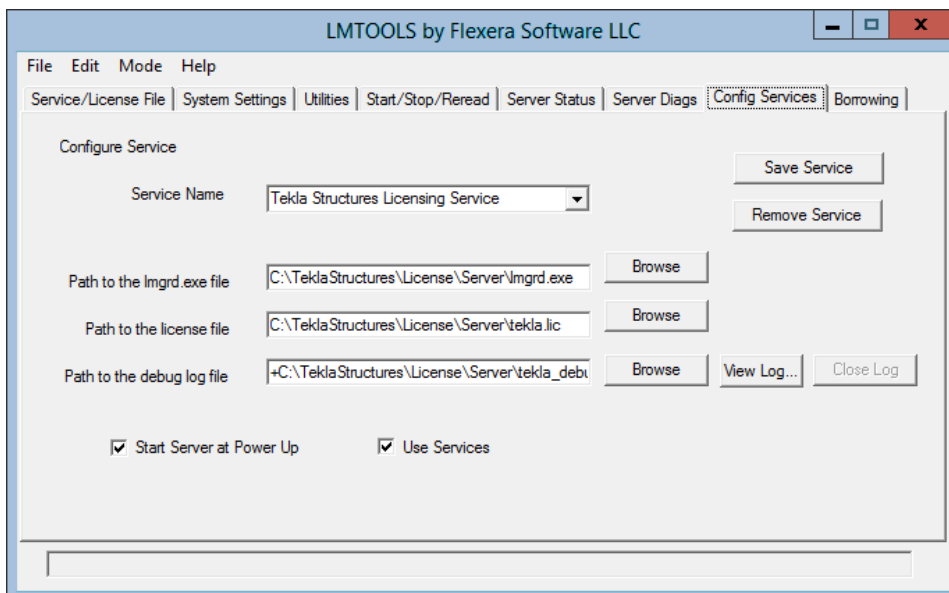 LMTOOLS by Flexera Software LLC
File Edit Mode Help
Service/License File System Settings Utilities Start/Stop/Reread Server Status Server Diags Config Services Borrowing
Configure Service
Save Service
Service Name Tekla Structures Licensing Service
Remove Service
Path to the lmgrd.exe file C:\TeklaStructures\License\Server\lmgrd.exe Browse
Path to the license file C:\TeklaStructures\License\Server\tekla.lic Browse
Path to the debug log file +C:\TeklaStructures\License\Server\tekla_debu Browse View Log... Close Log
Start Server at Power Up Use Services